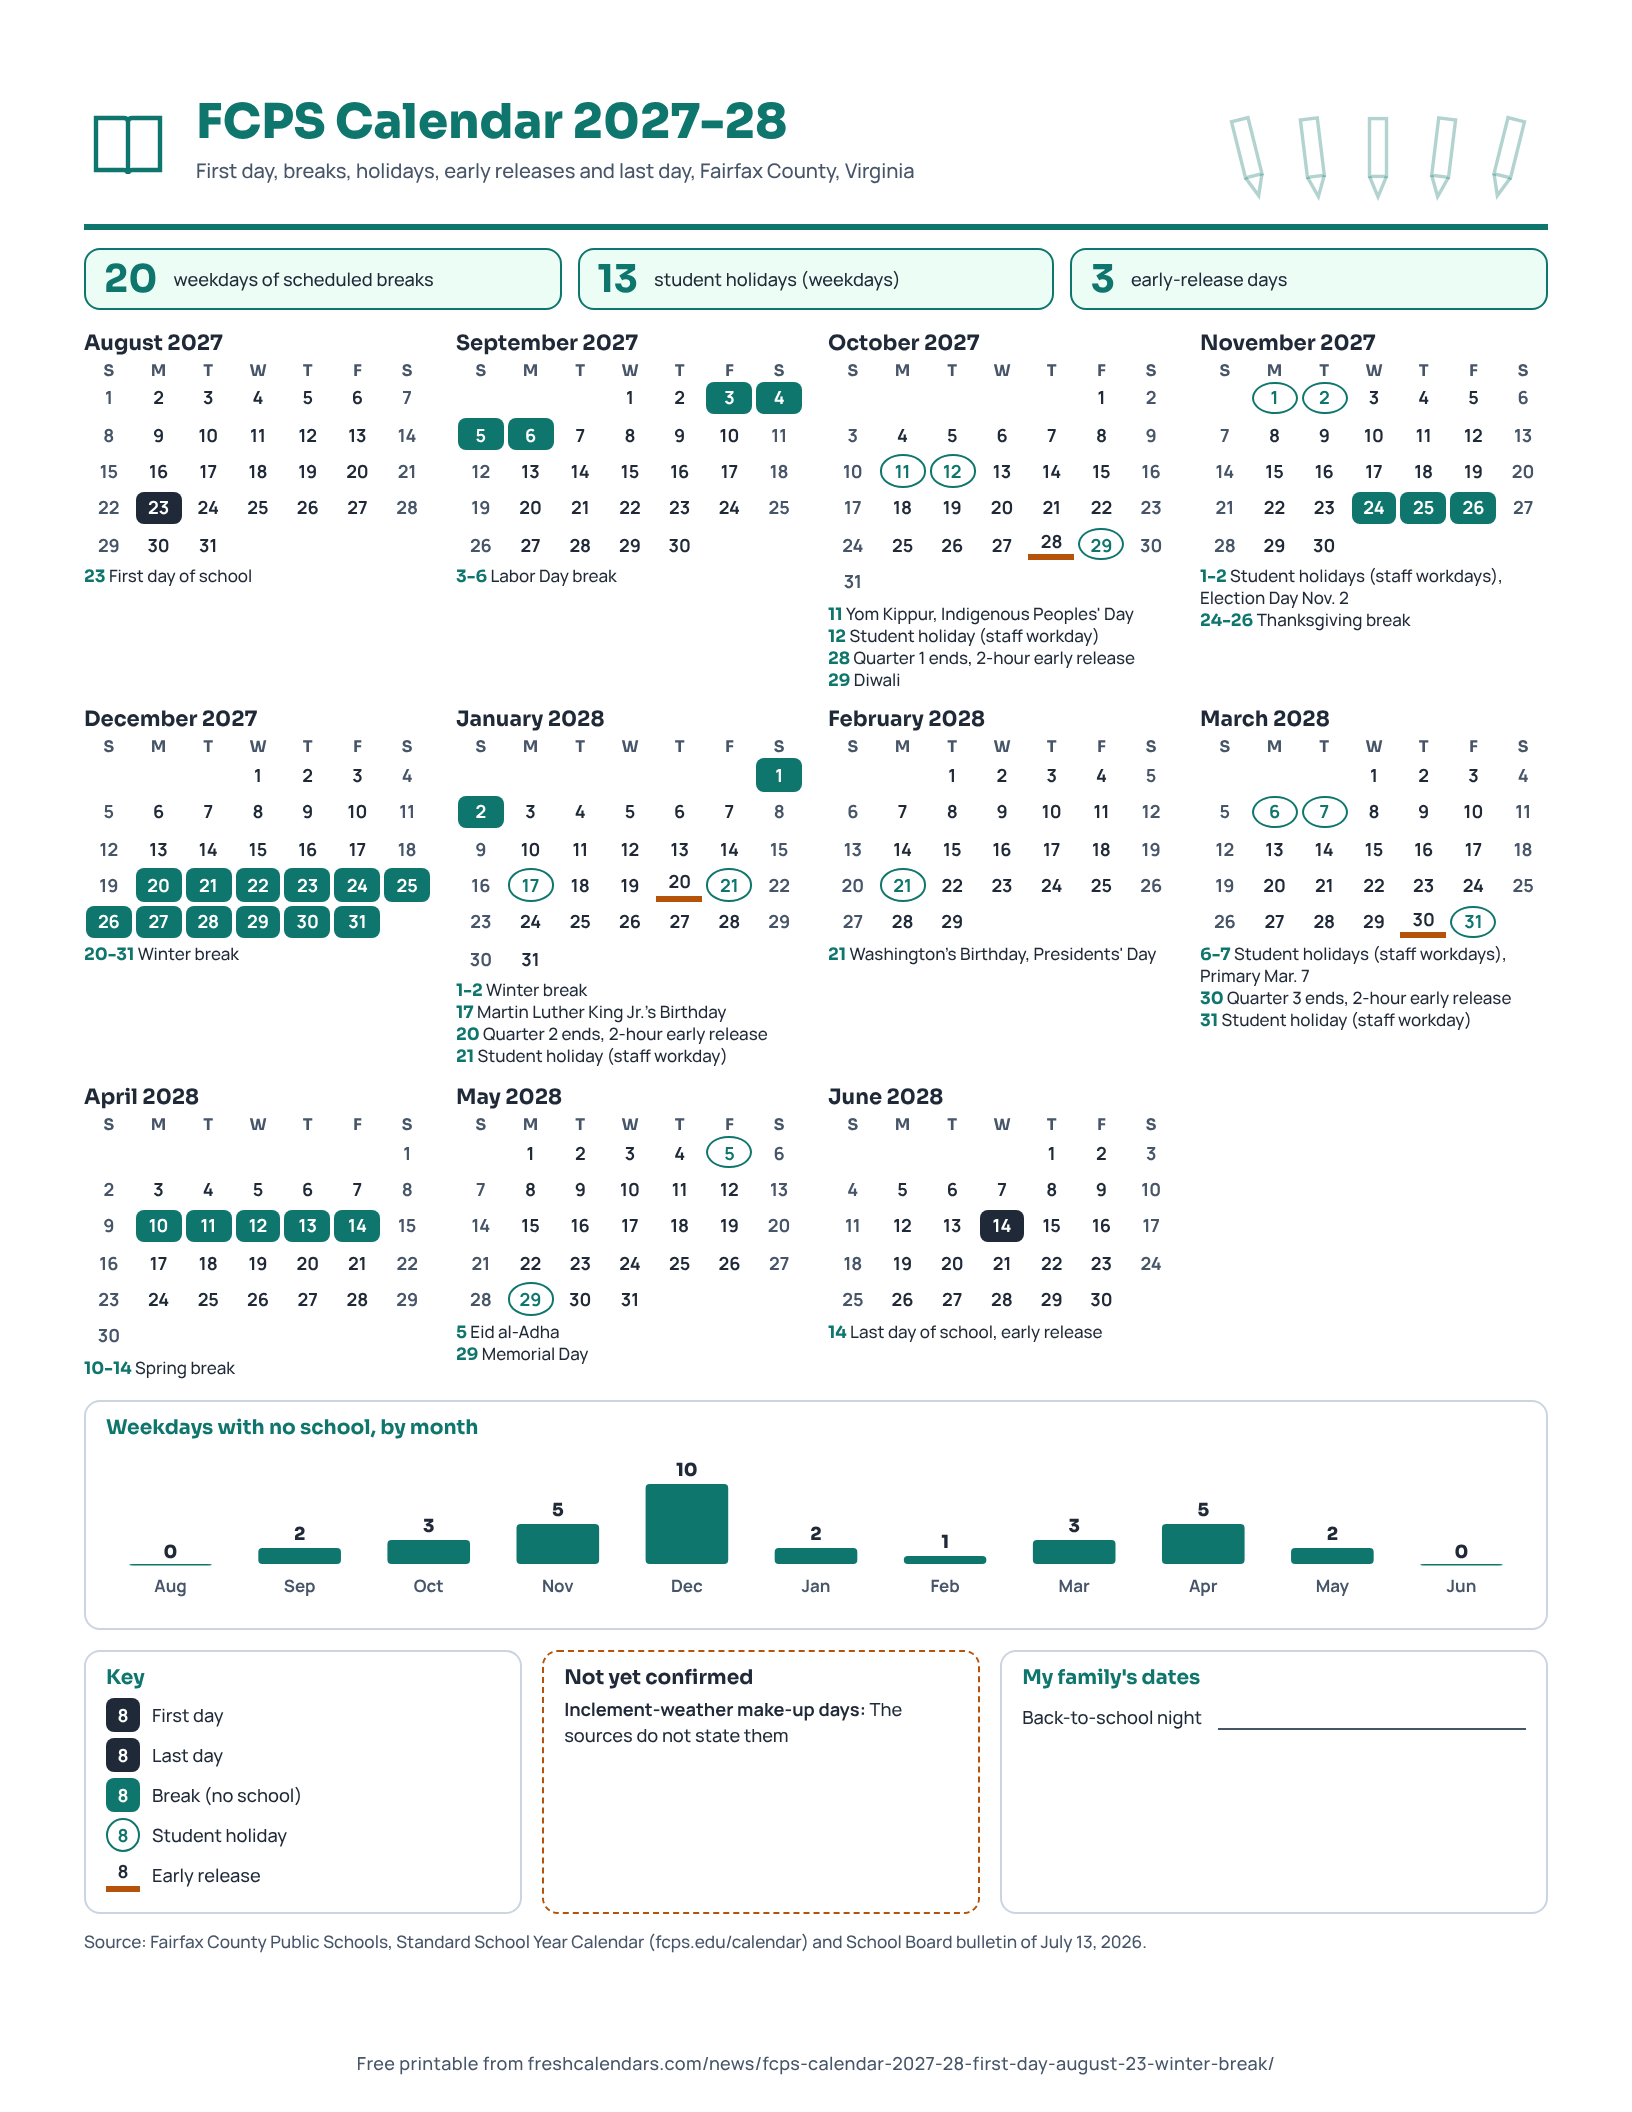 FCPS Calendar 2027–28
First day, breaks, holidays, early releases and last day, Fairfax County, Virginia
20 weekdays of scheduled breaks
13 student holidays (weekdays)
3 early-release days
August 2027
S M T W T F S
1 2 3 4 5 6 7
8 9 10 11 12 13 14
15 16 17 18 19 20 21
22 23 24 25 26 27 28
29 30 31
23 First day of school
September 2027
S M T W T F S
1 2 3 4
5 6 7 8 9 10 11
12 13 14 15 16 17 18
19 20 21 22 23 24 25
26 27 28 29 30
3–6 Labor Day break
October 2027
S M T W T F S
1 2
3 4 5 6 7 8 9
10 11 12 13 14 15 16
17 18 19 20 21 22 23
24 25 26 27 28 29 30
31
11 Yom Kippur, Indigenous Peoples' Day
12 Student holiday (staff workday)
28 Quarter 1 ends, 2-hour early release
29 Diwali
November 2027
S M T W T F S
1 2 3 4 5 6
7 8 9 10 11 12 13
14 15 16 17 18 19 20
21 22 23 24 25 26 27
28 29 30
1–2 Student holidays (staff workdays),
Election Day Nov. 2
24–26 Thanksgiving break
December 2027
S M T W T F S
1 2 3 4
5 6 7 8 9 10 11
12 13 14 15 16 17 18
19 20 21 22 23 24 25
26 27 28 29 30 31
20–31 Winter break
January 2028
S M T W T F S
1
2 3 4 5 6 7 8
9 10 11 12 13 14 15
16 17 18 19 20 21 22
23 24 25 26 27 28 29
30 31
1–2 Winter break
17 Martin Luther King Jr.'s Birthday
20 Quarter 2 ends, 2-hour early release
21 Student holiday (staff workday)
February 2028
S M T W T F S
1 2 3 4 5
6 7 8 9 10 11 12
13 14 15 16 17 18 19
20 21 22 23 24 25 26
27 28 29
21 Washington's Birthday, Presidents' Day
March 2028
S M T W T F S
1 2 3 4
5 6 7 8 9 10 11
12 13 14 15 16 17 18
19 20 21 22 23 24 25
26 27 28 29 30 31
6–7 Student holidays (staff workdays),
Primary Mar. 7
30 Quarter 3 ends, 2-hour early release
31 Student holiday (staff workday)
April 2028
S M T W T F S
1
2 3 4 5 6 7 8
9 10 11 12 13 14 15
16 17 18 19 20 21 22
23 24 25 26 27 28 29
30
10–14 Spring break
May 2028
S M T W T F S
1 2 3 4 5 6
7 8 9 10 11 12 13
14 15 16 17 18 19 20
21 22 23 24 25 26 27
28 29 30 31
5 Eid al-Adha
29 Memorial Day
June 2028
S M T W T F S
1 2 3
4 5 6 7 8 9 10
11 12 13 14 15 16 17
18 19 20 21 22 23 24
25 26 27 28 29 30
14 Last day of school, early release
Weekdays with no school, by month
0 2 3 5 10 2 1 3 5 2 0
Aug Sep Oct Nov Dec Jan Feb Mar Apr May Jun
Key
8 First day
8 Last day
8 Break (no school)
8 Student holiday
8 Early release
Not yet confirmed
Inclement-weather make-up days: The
sources do not state them
My family's dates
Back-to-school night
Source: Fairfax County Public Schools, Standard School Year Calendar (fcps.edu/calendar) and School Board bulletin of July 13, 2026.
Free printable from freshcalendars.com/news/fcps-calendar-2027-28-first-day-august-23-winter-break/